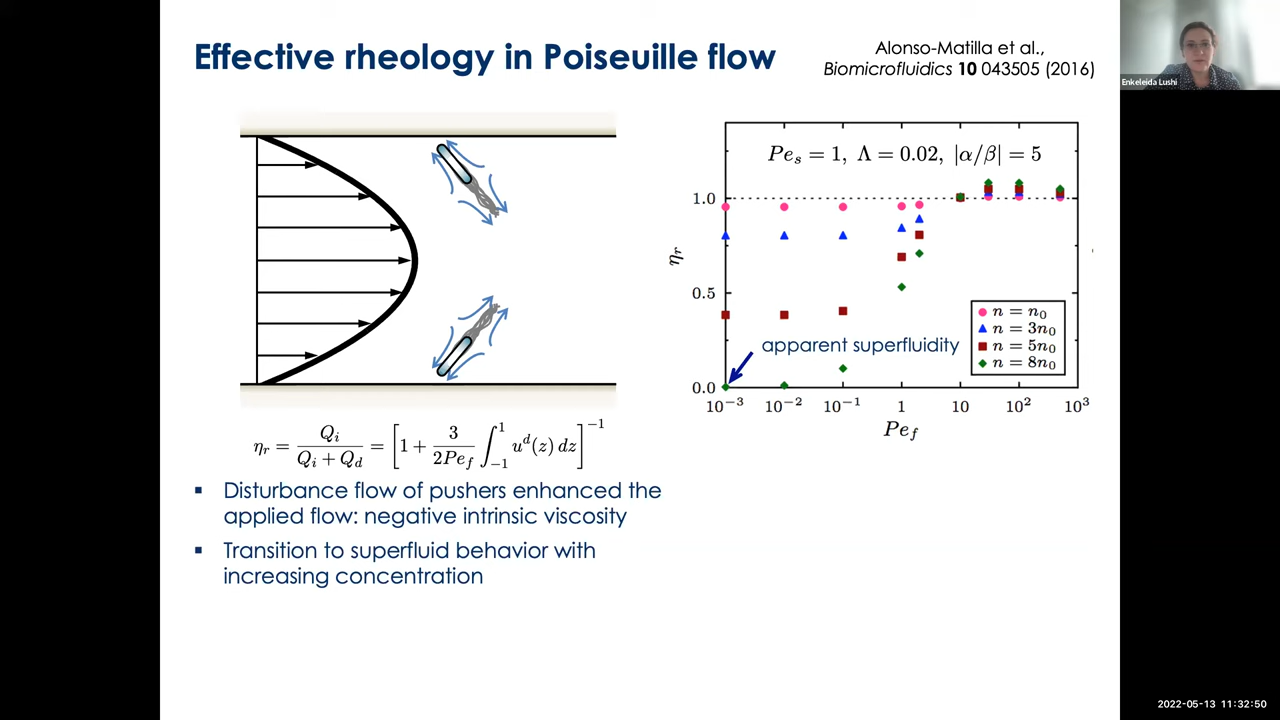 Effective rheology in Poiseuille flow
Alonso-Matilla et al.,
Biomicrofluidics 10 043505 (2016)
Enkeleida Lushi
Pe_s = 1, Λ = 0.02, |α/β| = 5
1.0
η_r
0.5
n = n_0
n = 3n_0
n = 5n_0
n = 8n_0
apparent superfluidity
0.0
10^{-3} 10^{-2} 10^{-1} 1 10 10^2 10^3
Pe_f
η_r = Q_i / (Q_i + Q_d) = [1 + 3/(2Pe_f) ∫_{-1}^{1} u^d(z) dz]^{-1}
▪ Disturbance flow of pushers enhanced the
applied flow: negative intrinsic viscosity
▪ Transition to superfluid behavior with
increasing concentration
2022-05-13 11:32:50